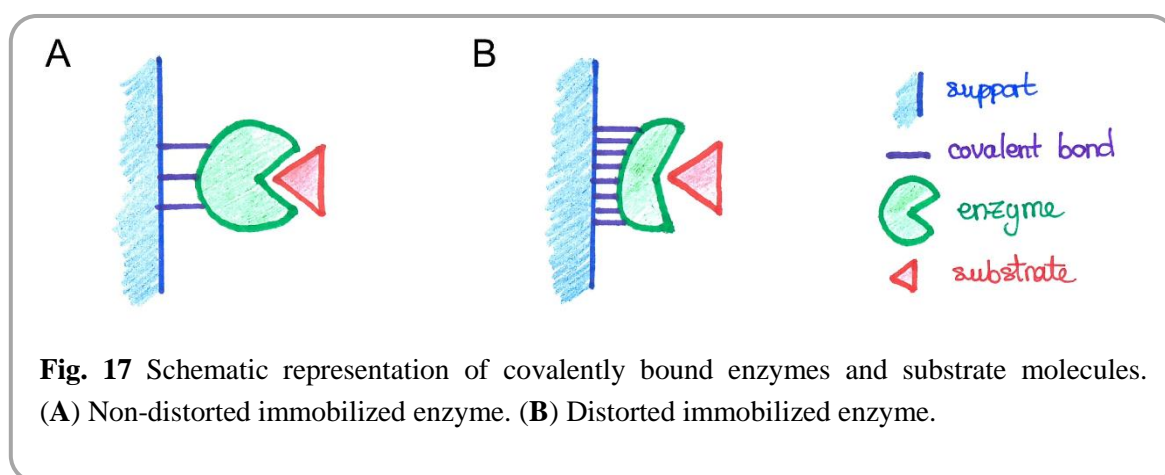 A
B
support
covalent bond
enzyme
substrate
Fig. 17 Schematic representation of covalently bound enzymes and substrate molecules.
(A) Non-distorted immobilized enzyme. (B) Distorted immobilized enzyme.